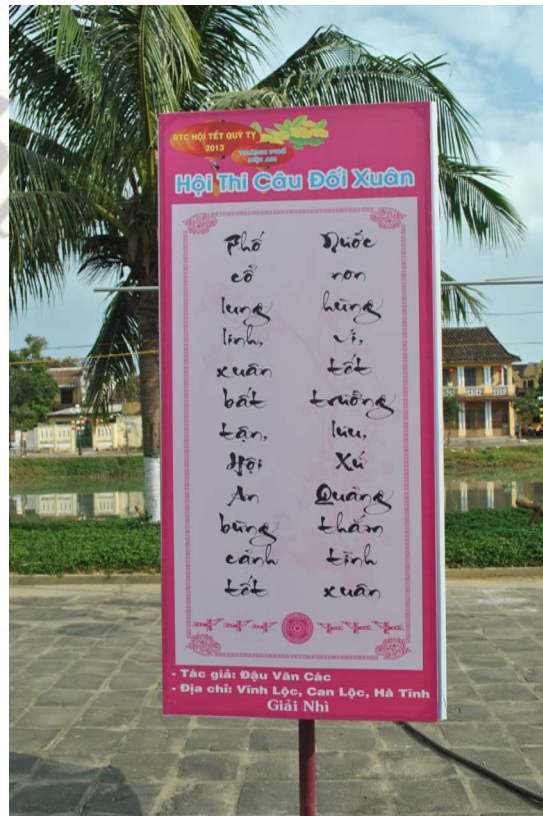 BTC HỘI TẾT QUÝ TỴ
2013
THÀNH PHỐ
HỘI AN
Hội Thi Câu Đối Xuân
Phố
cổ
lung
linh,
xuân
bất
tận,
Hội
An
bừng
cảnh
tết
Nước
non
hùng
vĩ,
tết
trường
lưu,
Xứ
Quảng
thắm
tình
xuân
- Tác giả: Đậu Văn Các
- Địa chỉ: Vĩnh Lộc, Can Lộc, Hà Tĩnh
Giải Nhì